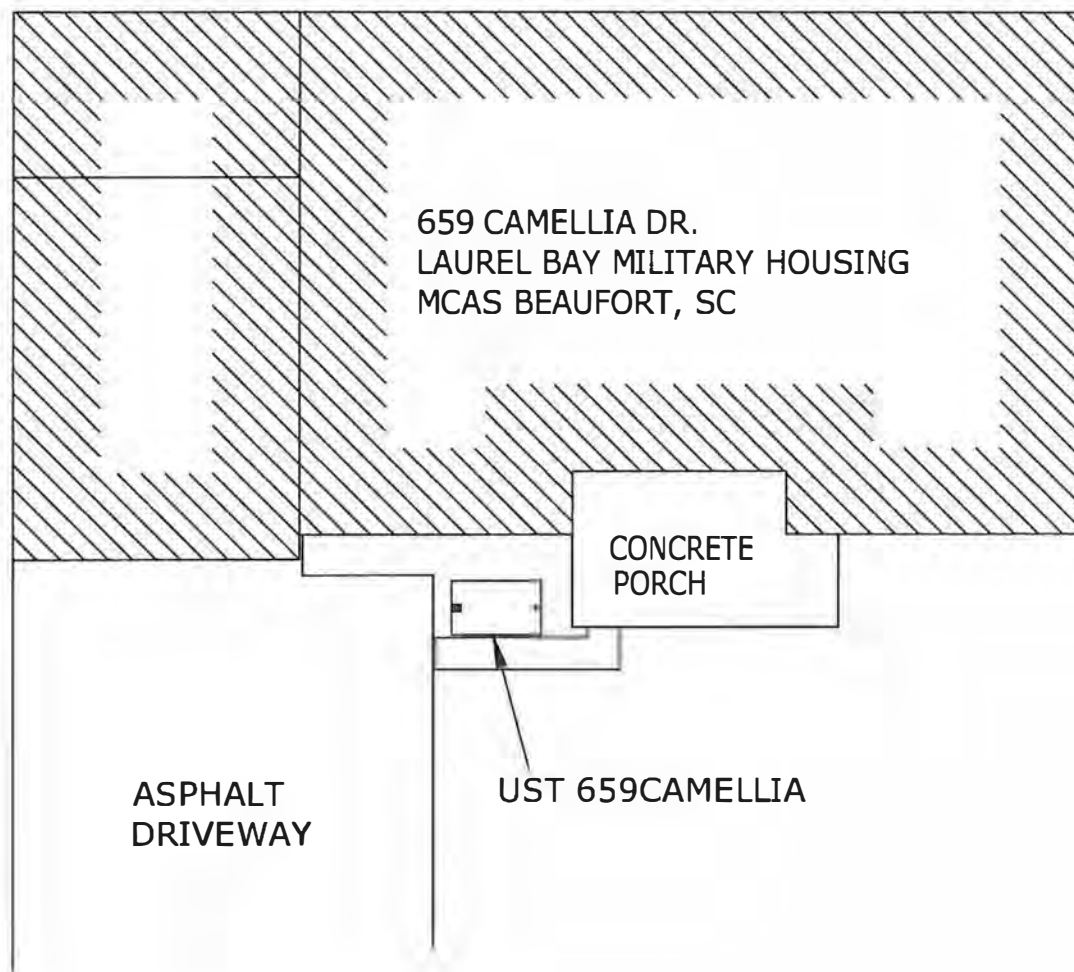 659 CAMELLIA DR.
LAUREL BAY MILITARY HOUSING
MCAS BEAUFORT, SC
CONCRETE
PORCH
UST 659CAMELLIA
ASPHALT
DRIVEWAY